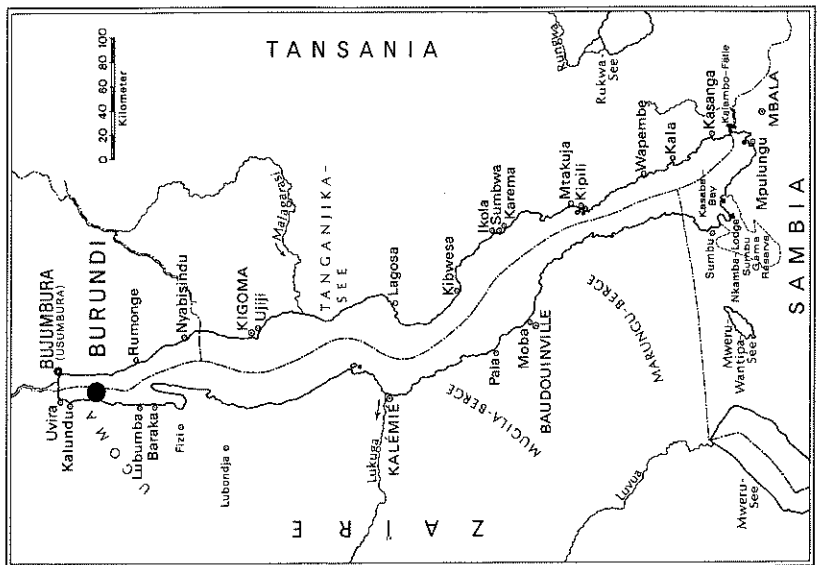 TANSANIA
0 20 40 60 80 100
Kilometer
BUJUMBURA
(USUMBURA)
BURUNDI
Rumonge
Nyabisindu
KIGOMA
Ujiji
Malagarasi
TANGANJIKA-
SEE
Lagosa
Kibwesa
Ikola
Sumbwa
Karema
Mtakuja
Kipili
Rungwa
Rukwa-
See
Wapembe
Kala
Kasanga
Kalambo-Fälle
MBALA
Mpulungu
Kasaba-
Bay
Sumbu
Nkamba-Lodge
Sumbu
Game
Reserve
SAMBIA
Uvira
Kalundu
UGOMA
Lubumba
Baraka
Fizi
Lubondja
Lukuga
KALÉMIÉ
Pala
Moba
BAUDOUINVILLE
MUGILA-BERGE
MARUNGU-BERGE
Mweru-
Wantipa-
See
Luvua
Mweru-
See
ZAÏRE